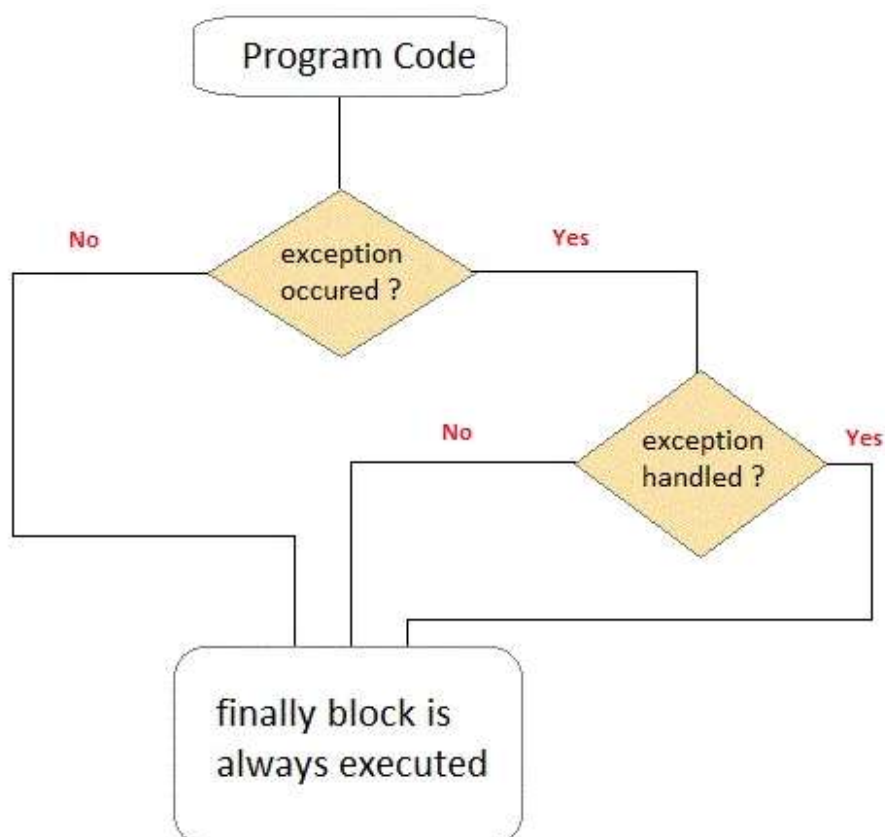 Program Code
No
Yes
exception
occured ?
No
Yes
exception
handled ?
finally block is
always executed